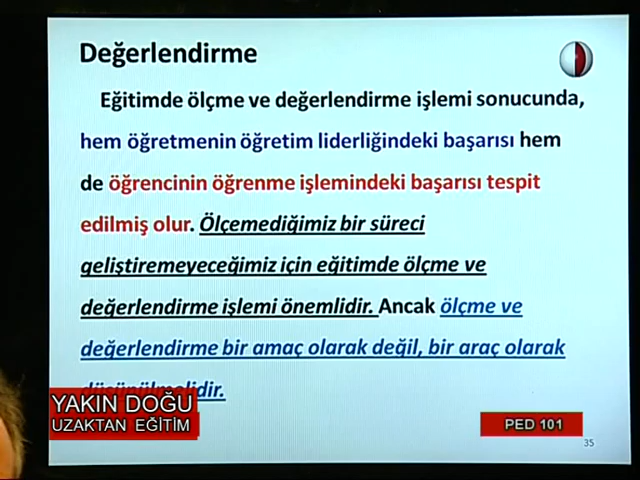 Değerlendirme
Eğitimde ölçme ve değerlendirme işlemi sonucunda,
hem öğretmenin öğretim liderliğindeki başarısı hem
de öğrencinin öğrenme işlemindeki başarısı tespit
edilmiş olur. Ölçemediğimiz bir süreci
geliştiremeyeceğimiz için eğitimde ölçme ve
değerlendirme işlemi önemlidir. Ancak ölçme ve
değerlendirme bir amaç olarak değil, bir araç olarak
düşünülmelidir.
YAKIN DOĞU
UZAKTAN EĞİTİM
PED 101
35